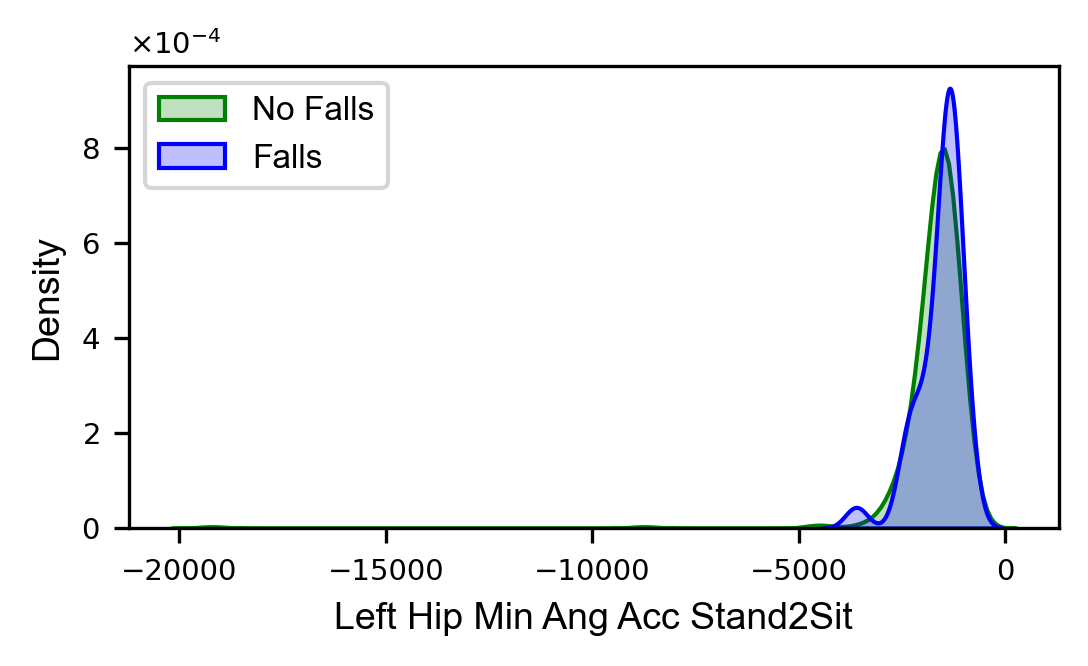 ×10⁻⁴
No Falls
Falls
8
6
4
2
0
Density
−20000 −15000 −10000 −5000 0
Left Hip Min Ang Acc Stand2Sit